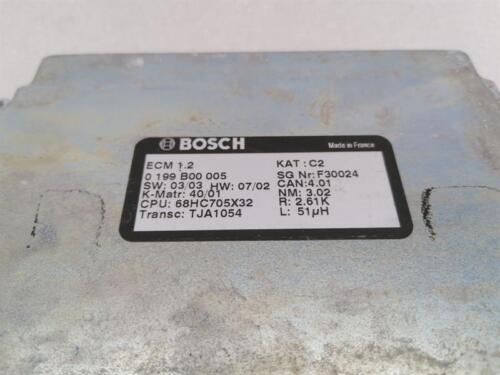 BOSCH
Made in France
ECM 1.2 KAT : C2
0 199 B00 005 SG Nr: F30024
SW: 03/03 HW: 07/02 CAN:4.01
K-Matr: 40/01 NM: 3.02
CPU: 68HC705X32 R: 2.61K
Transc: TJA1054 L: 51µH